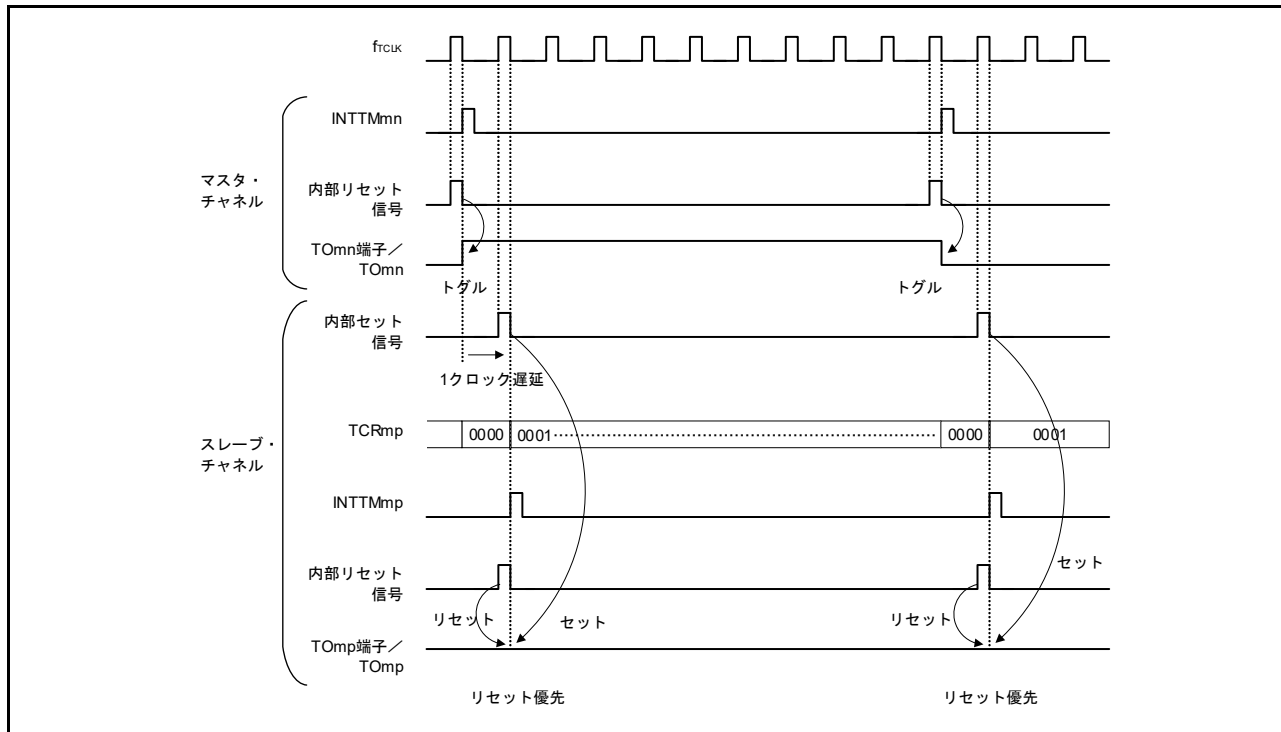 fTCLK
マスタ・
チャネル
INTTMmn
内部リセット
信号
TOmn端子／
TOmn
トグル
トグル
スレーブ・
チャネル
内部セット
信号
1クロック遅延
TCRmp
0000
0001
0000
0001
INTTMmp
内部リセット
信号
リセット
セット
リセット
セット
TOmp端子／
TOmp
リセット優先
リセット優先